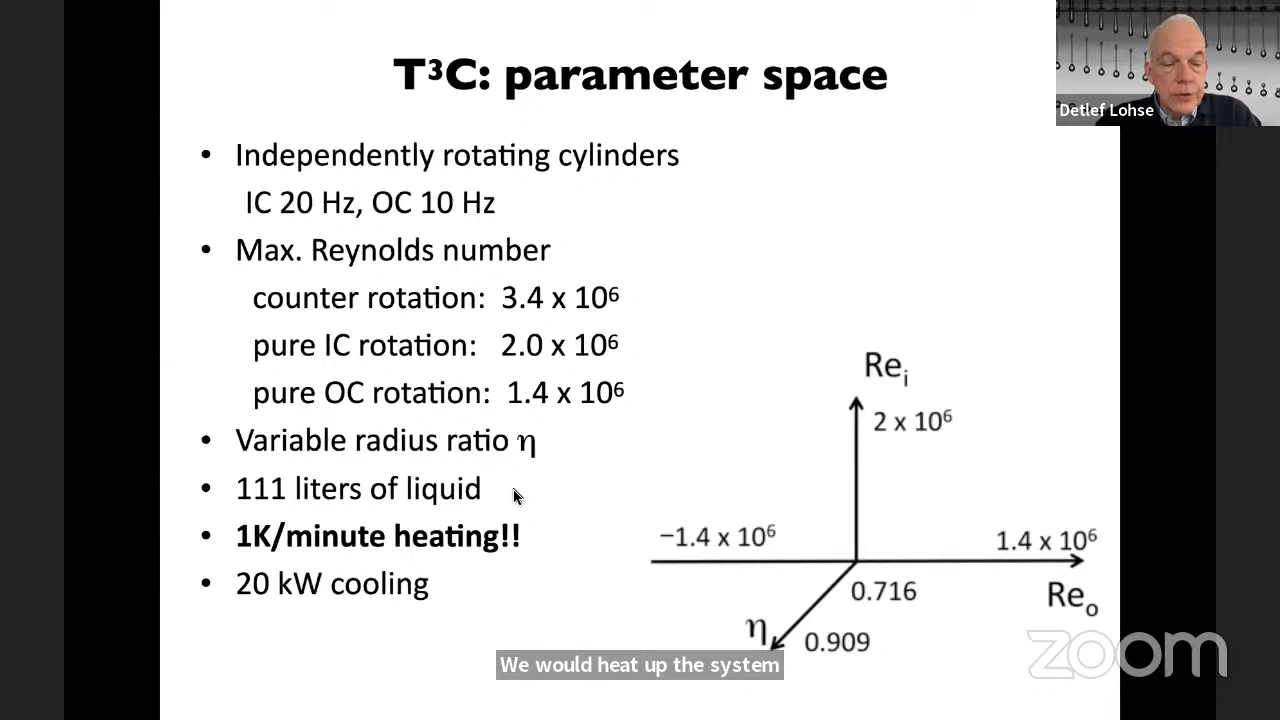 T³C: parameter space
Detlef Lohse
• Independently rotating cylinders
IC 20 Hz, OC 10 Hz
• Max. Reynolds number
counter rotation: 3.4 x 10⁶
pure IC rotation: 2.0 x 10⁶
pure OC rotation: 1.4 x 10⁶
• Variable radius ratio η
• 111 liters of liquid
• 1K/minute heating!!
• 20 kW cooling
Reᵢ
2 x 10⁶
−1.4 x 10⁶
1.4 x 10⁶
0.716
Reₒ
η
0.909
We would heat up the system
zoom